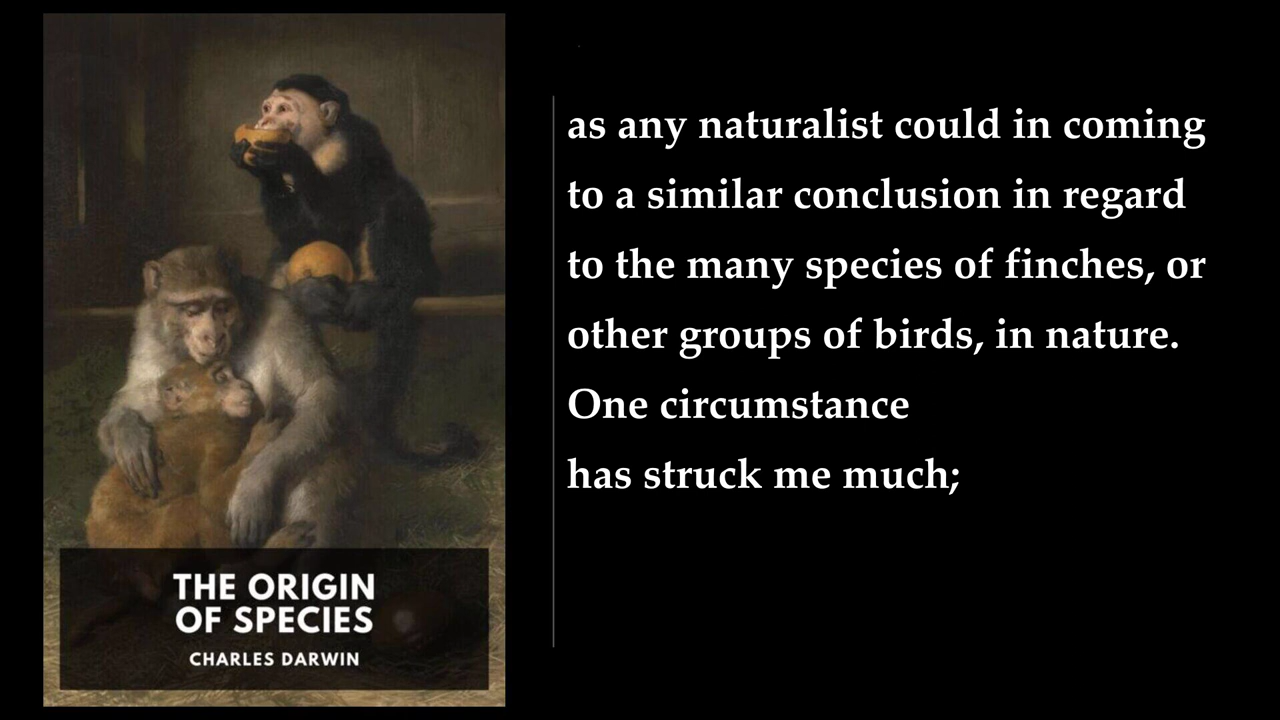 THE ORIGIN
OF SPECIES
CHARLES DARWIN
as any naturalist could in coming
to a similar conclusion in regard
to the many species of finches, or
other groups of birds, in nature.
One circumstance
has struck me much;